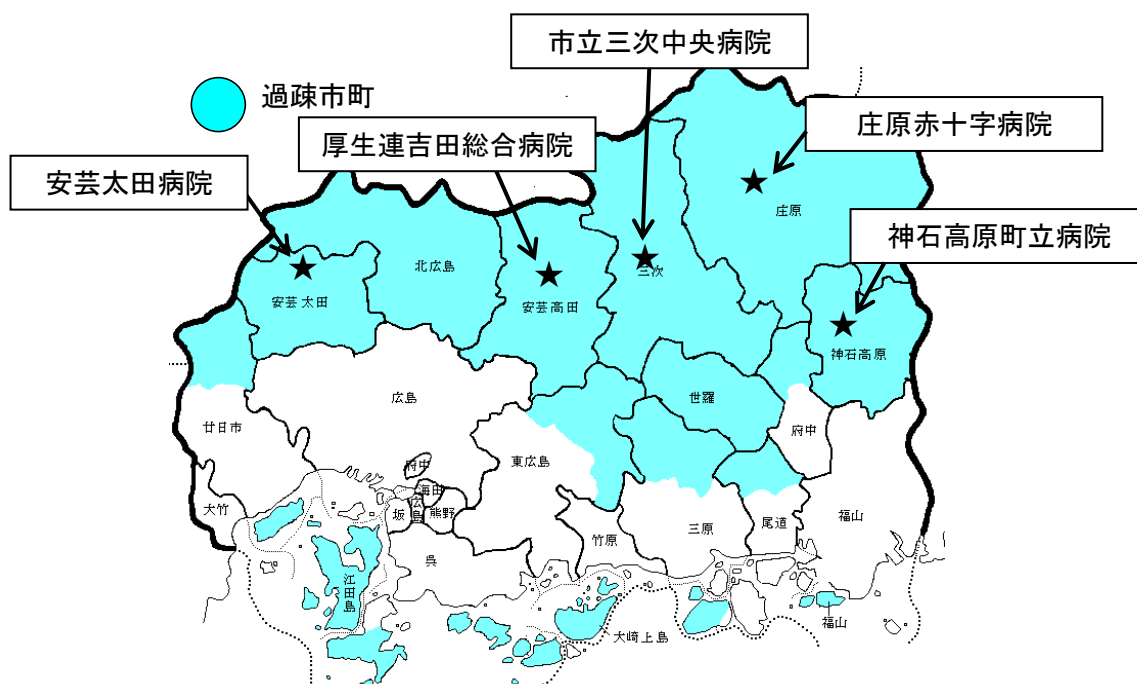 市立三次中央病院
過疎市町
庄原赤十字病院
厚生連吉田総合病院
安芸太田病院
神石高原町立病院
庄原
北広島
三次
安芸太田
安芸高田
神石高原
世羅
広島
廿日市
府中
東広島
府中
海田
大竹
坂
広島
熊野
福山
三原
尾道
竹原
呉
江田島
大崎上島
福山